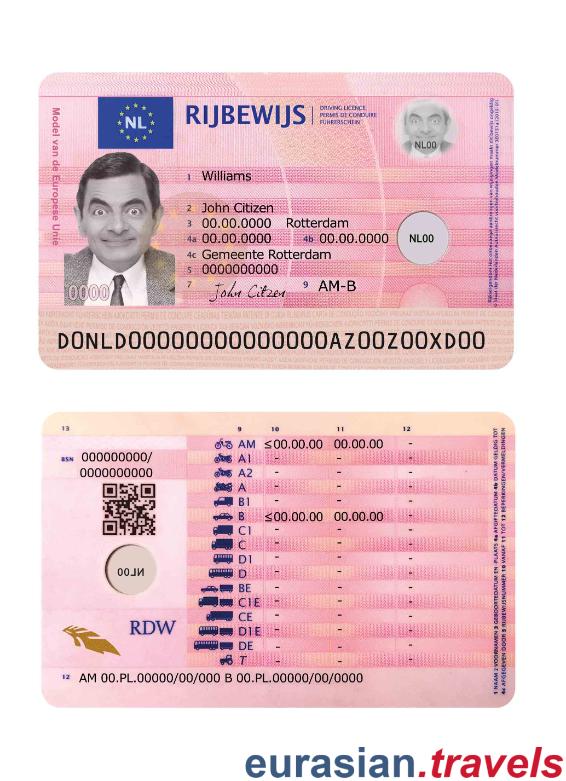 Model van de Europese Unie
NL
RIJBEWIJS
DRIVING LICENCE
PERMIS DE CONDUIRE
FÜHRERSCHEIN
NL00
1 Williams
2 John Citizen
3 00.00.0000 Rotterdam
4a 00.00.0000 4b 00.00.0000
NL00
4c Gemeente Rotterdam
5 0000000000
7 John Citzen 9 AM-B
0000
D0NLD00000000000000AZ00Z00XD00
13 9 10 11 12
BSN 000000000/
0000000000
AM ≤00.00.00 00.00.00 -
A1 - - -
A2 - - -
A - - -
B1 - - -
B ≤00.00.00 00.00.00 -
C1 - - -
C - - -
D1 - - -
D - - -
BE - - -
C1E - - -
CE - - -
D1E - - -
DE - - -
T - - -
NL00
RDW
12 AM 00.PL.00000/00/000 B 00.PL.00000/00/0000
eurasian.travels